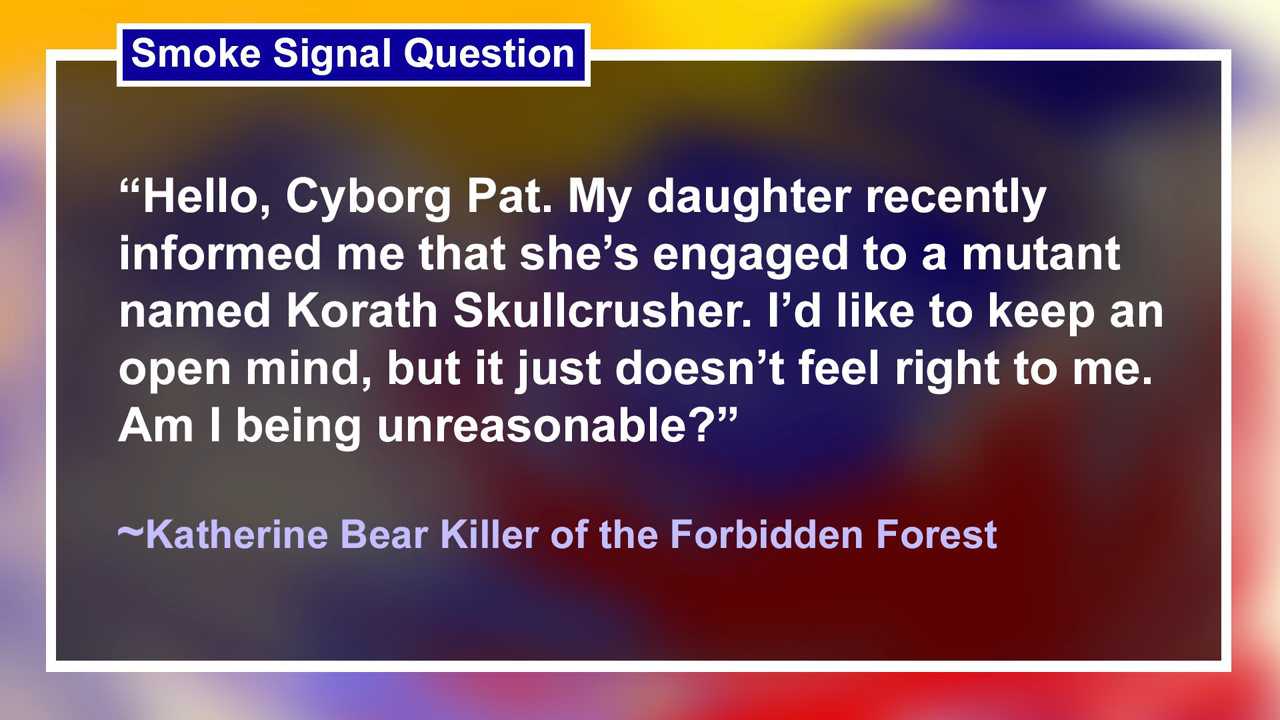 Smoke Signal Question
“Hello, Cyborg Pat. My daughter recently
informed me that she’s engaged to a mutant
named Korath Skullcrusher. I’d like to keep an
open mind, but it just doesn’t feel right to me.
Am I being unreasonable?”
~Katherine Bear Killer of the Forbidden Forest